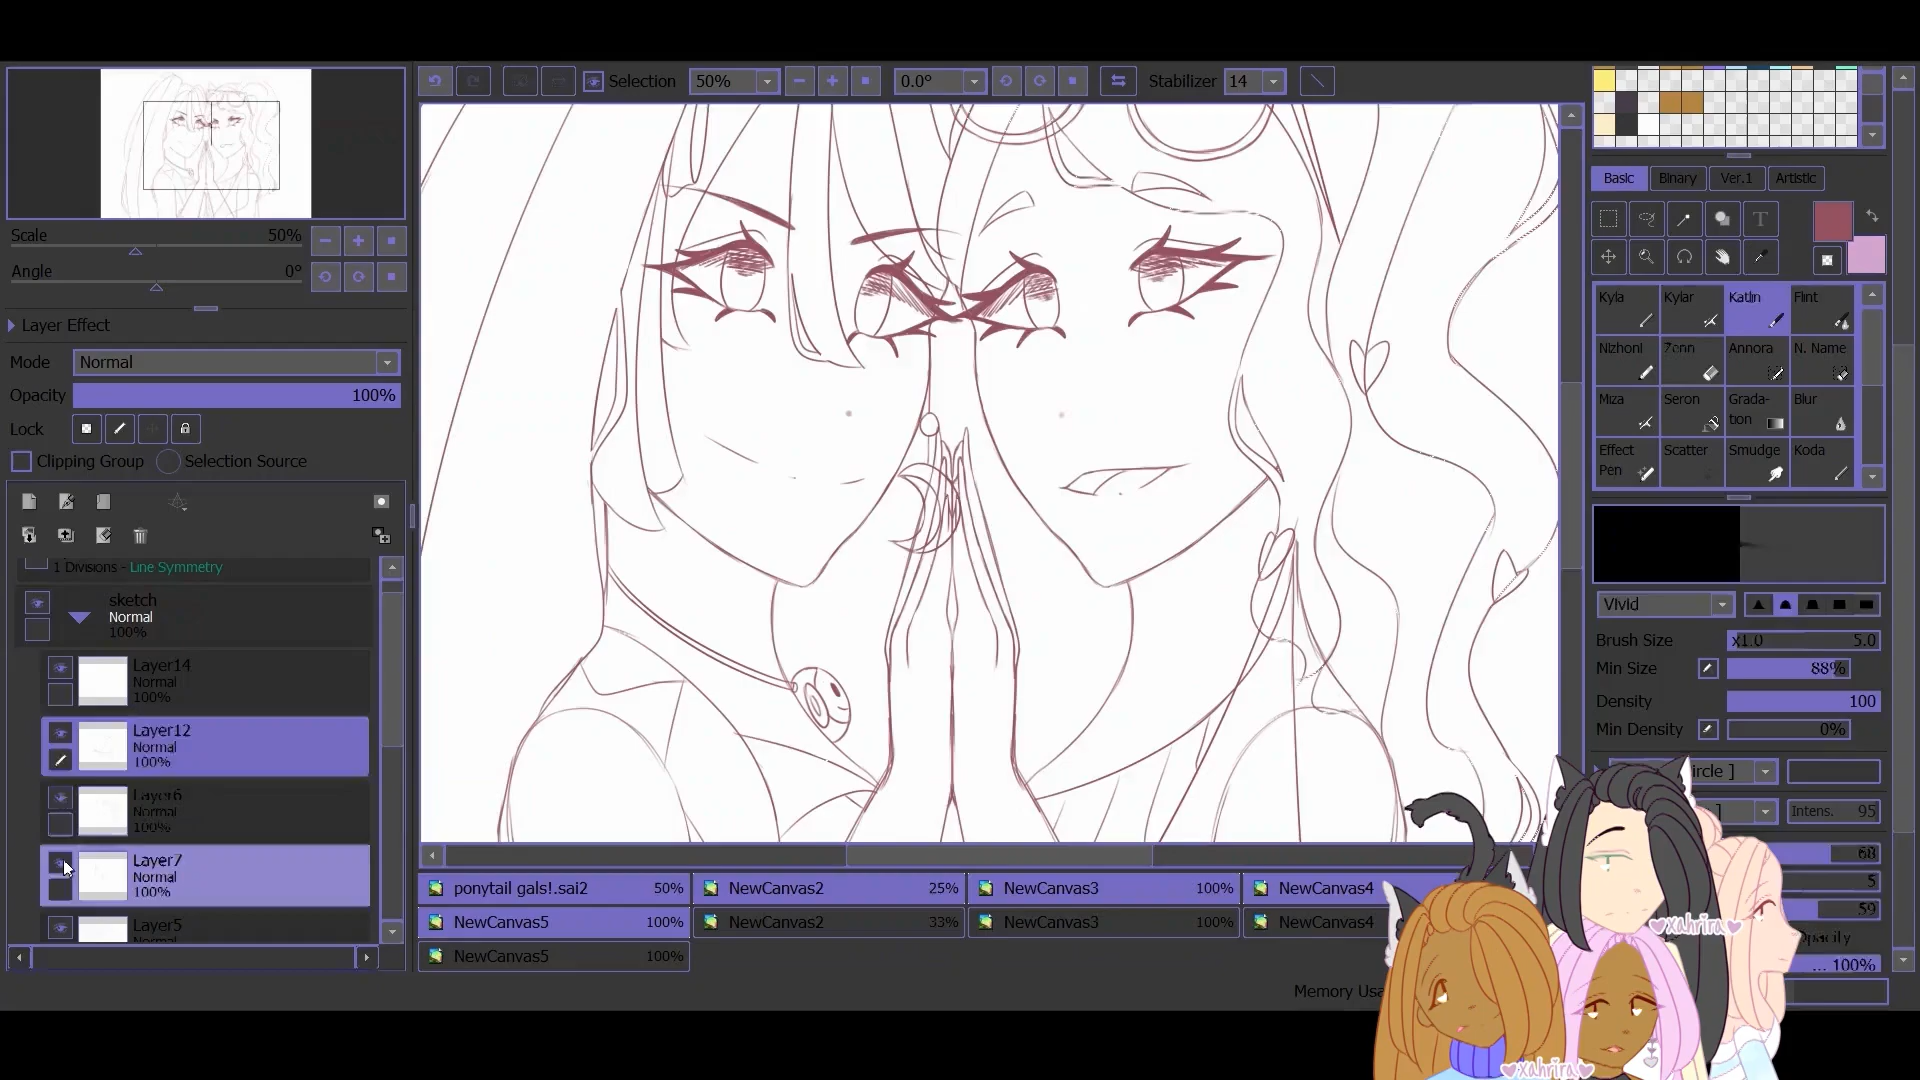 Selection 50% 0.0° Stabilizer 14
Scale 50%
Angle 0°
Layer Effect
Mode Normal
Opacity 100%
Lock
Clipping Group Selection Source
1 Divisions - Line Symmetry
sketch
Normal
100%
Layer14
Normal
100%
Layer12
Normal
100%
Layer6
Normal
100%
Layer7
Normal
100%
Layer5
Normal
ponytail gals!.sai2 50% NewCanvas2 25% NewCanvas3 100% NewCanvas4
NewCanvas5 100% NewCanvas2 33% NewCanvas3 100% NewCanvas4
NewCanvas5 100%
Memory Usa
Basic Binary Ver.1 Artistic
T
Kyla Kylar Katlin Flint
Nizhoni Zenn Annora N. Name
Miza Seron Grada-tion Blur
Effect Pen Scatter Smudge Koda
Vivid
Brush Size x1.0 5.0
Min Size 88%
Density 100
Min Density 0%
ircle ]
] Intens. 95
68
5
59
Opacity
... 100%
xahrira
xahrira